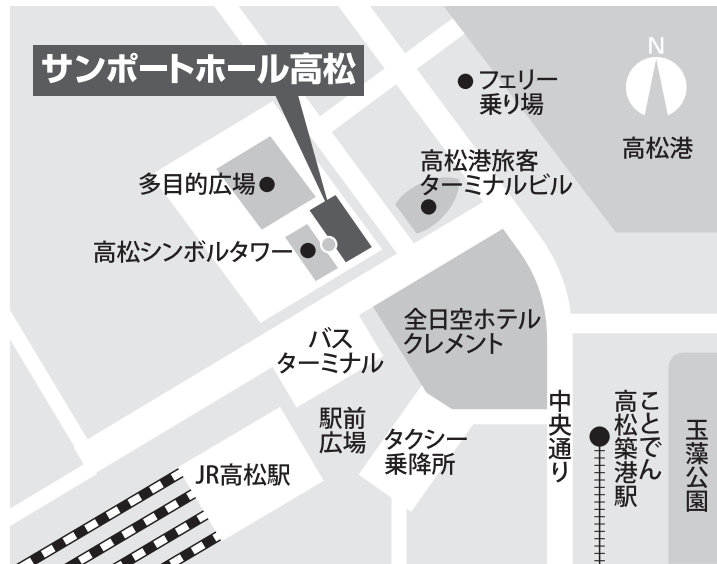 サンポートホール高松
N
フェリー
乗り場
高松港
高松港旅客
ターミナルビル
多目的広場
高松シンボルタワー
全日空ホテル
クレメント
バス
ターミナル
駅前
広場
タクシー
乗降所
中央通り
ことでん
高松築港駅
玉藻公園
JR高松駅